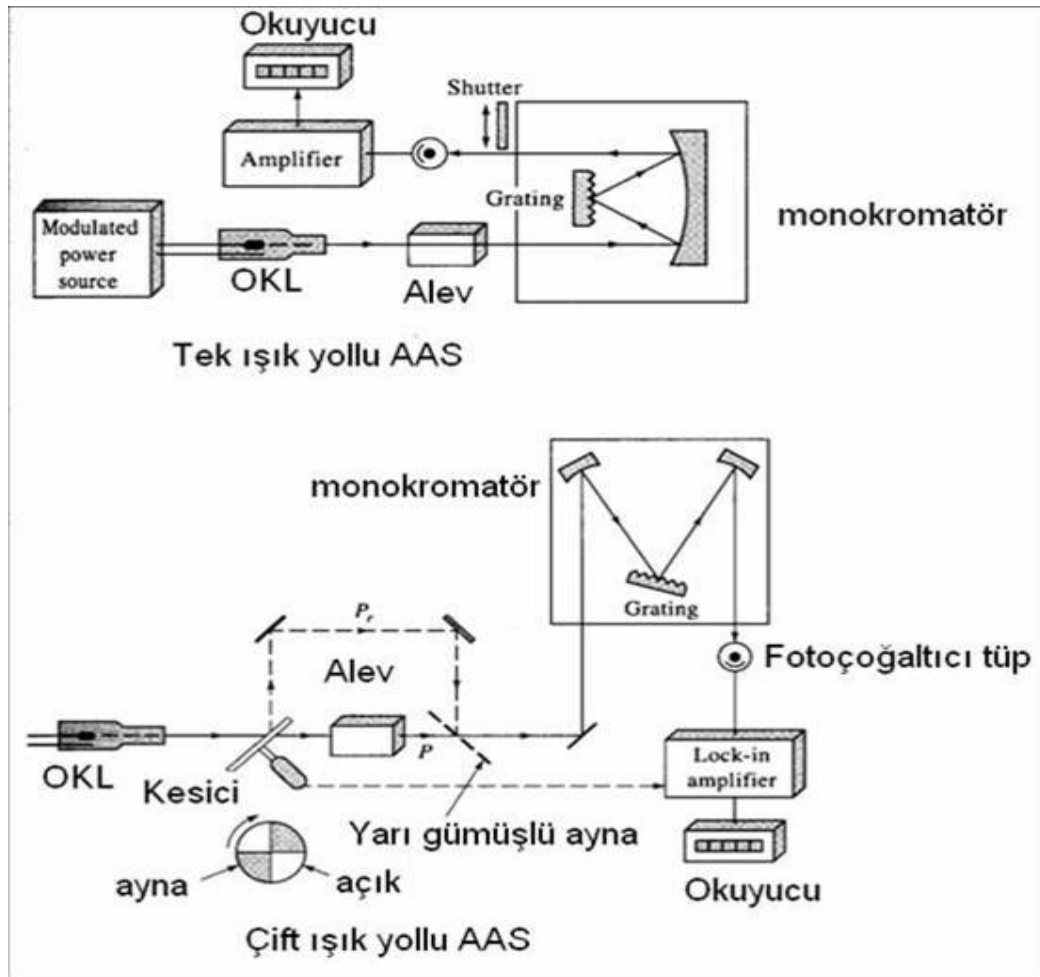 Okuyucu
Shutter
Amplifier
Grating
monokromatör
Modulated
power
source
OKL
Alev
Tek ışık yollu AAS
monokromatör
Grating
Pr
Alev
Fotoçoğaltıcı tüp
OKL
P
Kesici
Lock-in
amplifier
Yarı gümüşlü ayna
ayna
açık
Okuyucu
Çift ışık yollu AAS